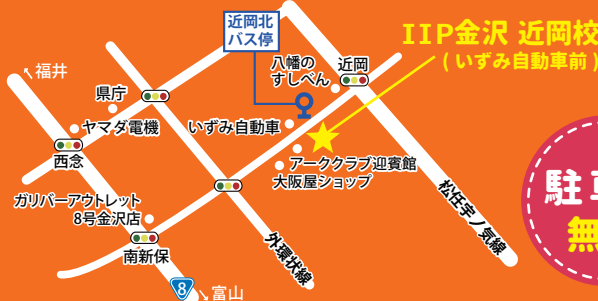 近岡北
バス停
IIP金沢 近岡校
(いずみ自動車前)
八幡の
すしべん
近岡
福井
県庁
ヤマダ電機
いずみ自動車
西念
アーククラブ迎賓館
大阪屋ショップ
ガリバーアウトレット
8号金沢店
南新保
外環状線
松任宇ノ気線
8
富山
駐
無